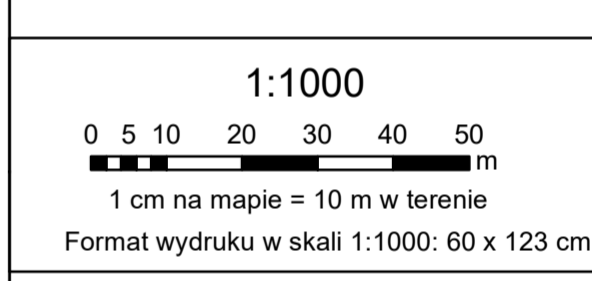 1:1000
0 5 10 20 30 40 50
m
1 cm na mapie = 10 m w terenie
Format wydruku w skali 1:1000: 60 x 123 cm